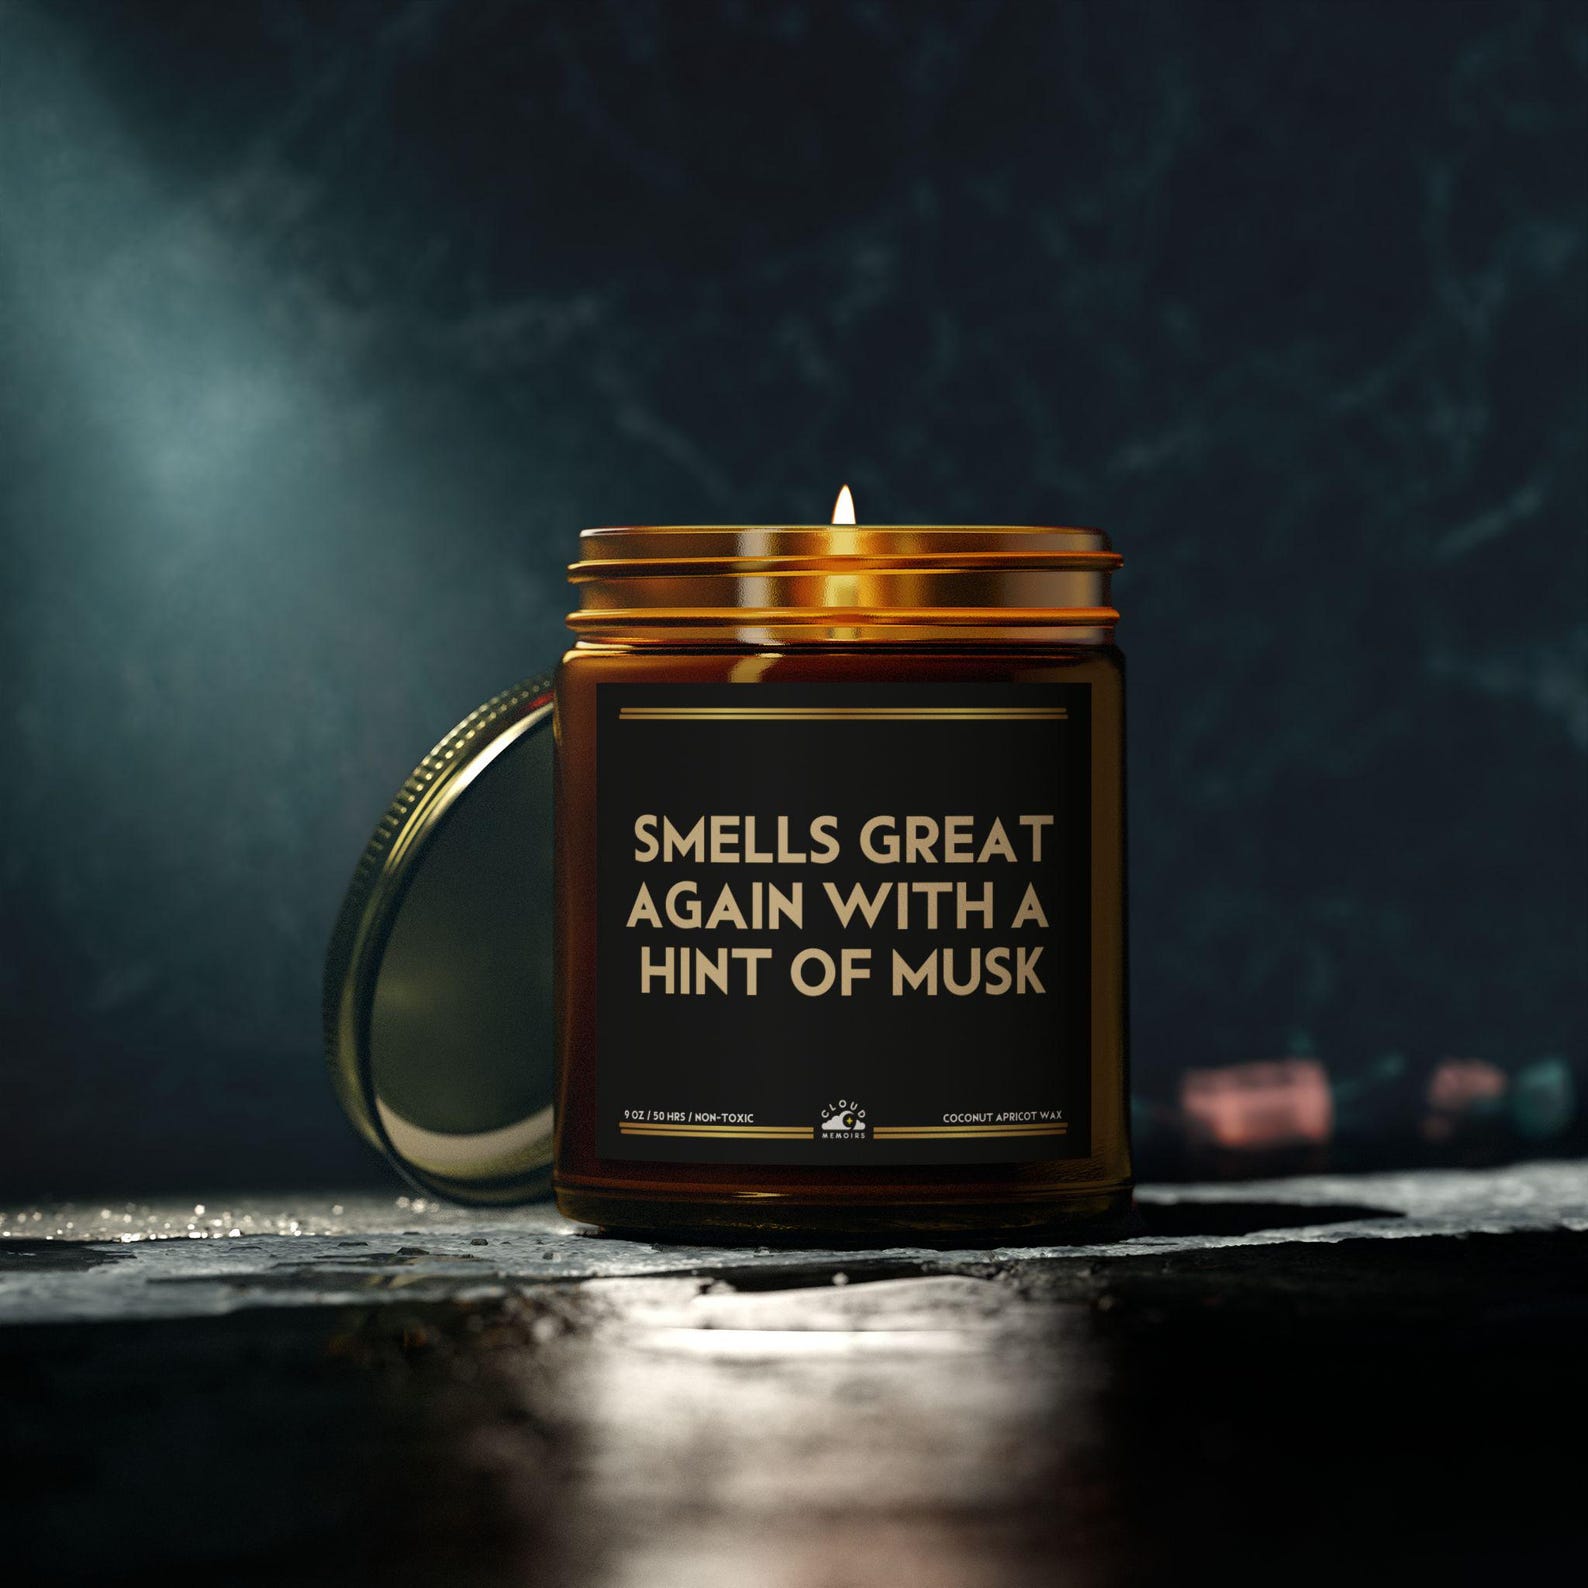 SMELLS GREAT
AGAIN WITH A
HINT OF MUSK
9 OZ / 50 HRS / NON-TOXIC
CLOUD
MEMOIRS
COCONUT APRICOT WAX